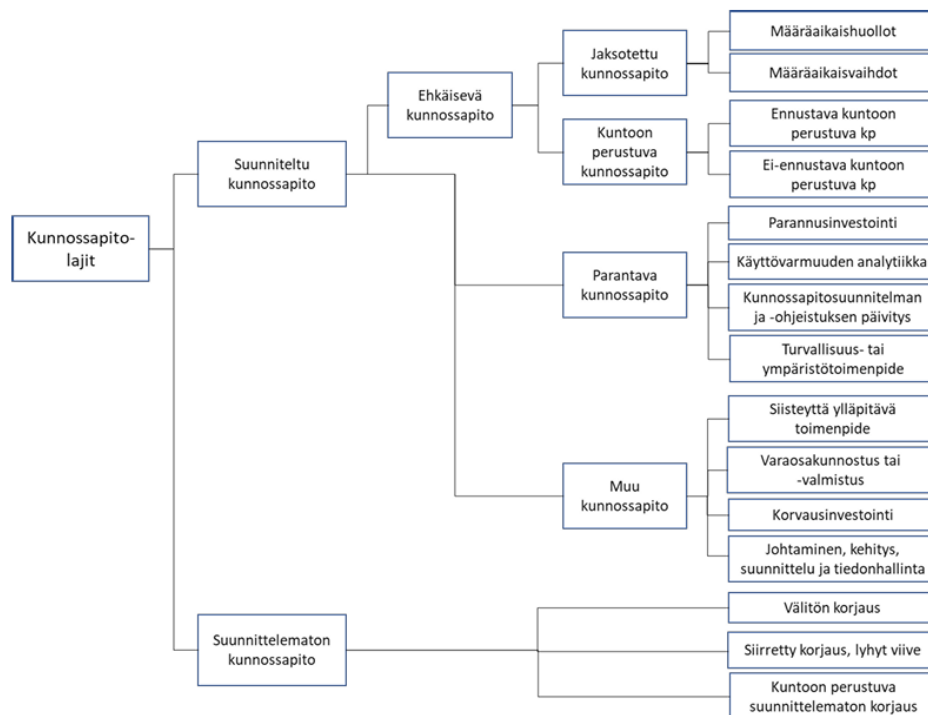 Kunnossapito-
lajit
Suunniteltu
kunnossapito
Ehkäisevä
kunnossapito
Jaksotettu
kunnossapito
Määräaikaishuollot
Määräaikaisvaihdot
Kuntoon
perustuva
kunnossapito
Ennustava kuntoon
perustuva kp
Ei-ennustava kuntoon
perustuva kp
Parantava
kunnossapito
Parannusinvestointi
Käyttövarmuuden analytiikka
Kunnossapitosuunnitelman
ja -ohjeistuksen päivitys
Turvallisuus- tai
ympäristötoimenpide
Muu
kunnossapito
Siisteyttä ylläpitävä
toimenpide
Varaosakunnostus tai
-valmistus
Korvausinvestointi
Johtaminen, kehitys,
suunnittelu ja tiedonhallinta
Suunnittelematon
kunnossapito
Välitön korjaus
Siirretty korjaus, lyhyt viive
Kuntoon perustuva
suunnittelematon korjaus